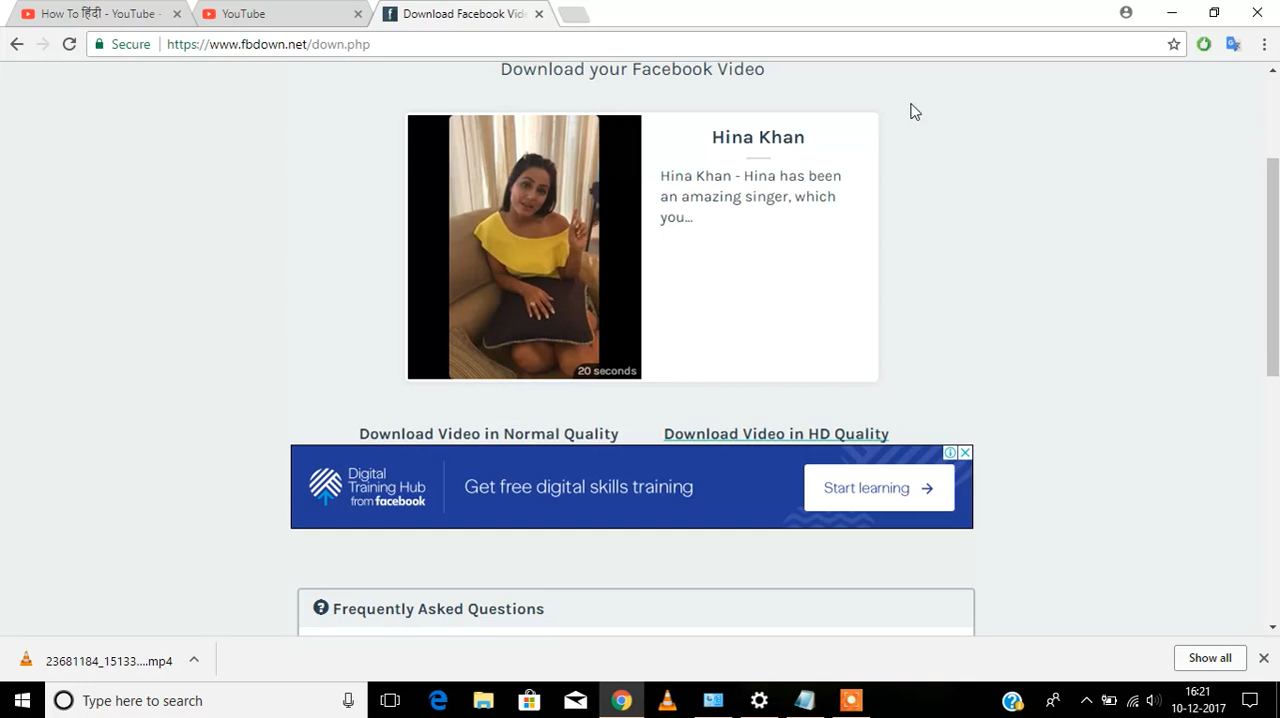 How To हिंदी - YouTube -
YouTube
Download Facebook Vid
Secure
https://www.fbdown.net/down.php
Download your Facebook Video
Hina Khan
Hina Khan - Hina has been
an amazing singer, which
you...
20 seconds
Download Video in Normal Quality
Download Video in HD Quality
Digital
Training Hub
from facebook
Get free digital skills training
Start learning →
Frequently Asked Questions
23681184_15133....mp4
Show all
Type here to search
16:21
10-12-2017